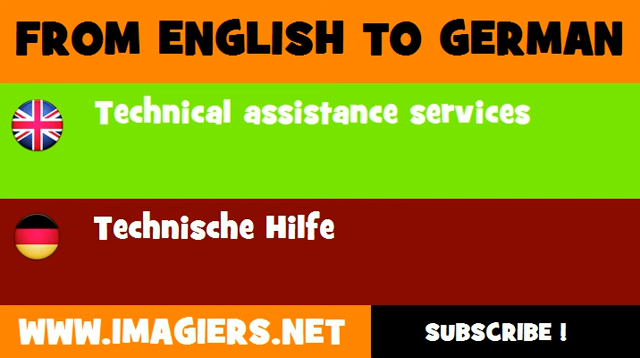 FROM ENGLISH TO GERMAN
Technical assistance services
Technische Hilfe
WWW.IMAGIERS.NET
SUBSCRIBE !